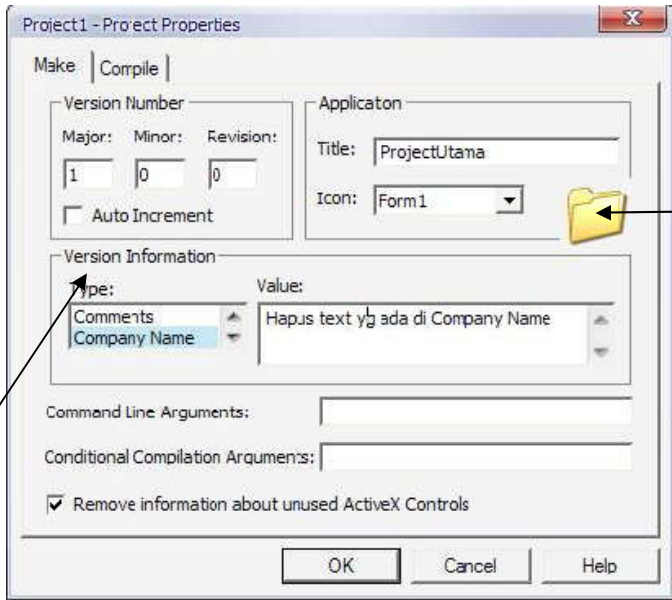 Project1 - Project Properties
Make Compile
Version Number
Major: Minor: Revision:
1 0 0
Auto Increment
Applicaton
Title: ProjectUtama
Icon: Form1
Version Information
Type: Value:
Comments
Company Name
Hapus text yg ada di Company Name
Command Line Arguments:
Conditional Compilation Arguments:
Remove information about unused ActiveX Controls
OK Cancel Help